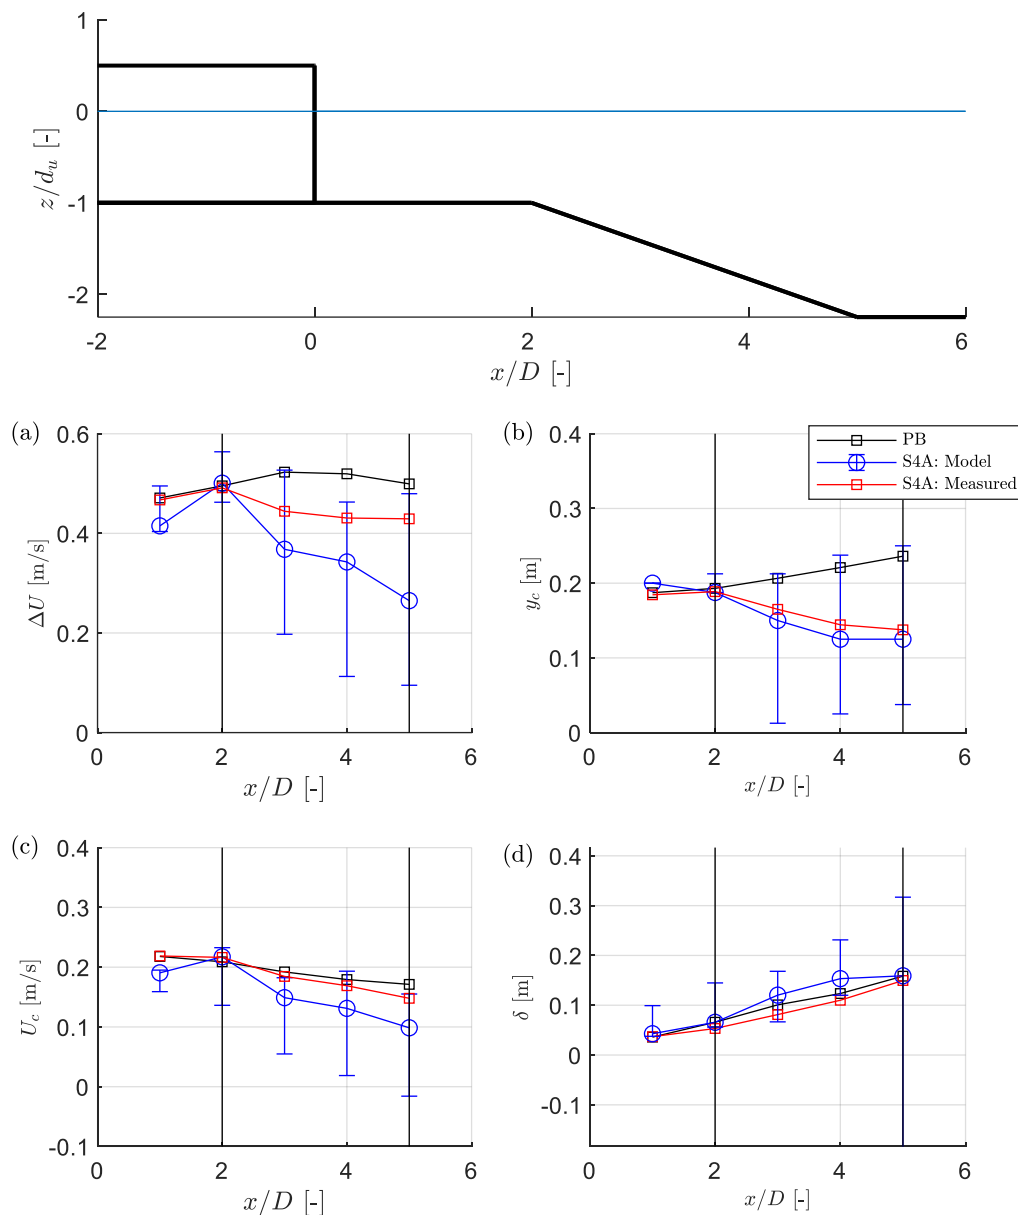 1
0
-1
-2
z/d_u [-]
-2 0 2 4 6
x/D [-]
(a)
0.6
0.4
0.2
0
ΔU [m/s]
0 2 4 6
x/D [-]
(b)
0.4
0.3
0.2
0.1
0
y_c [m]
0 2 4 6
x/D [-]
PB
S4A: Model
S4A: Measured
(c)
0.4
0.3
0.2
0.1
0
-0.1
U_c [m/s]
0 2 4 6
x/D [-]
(d)
0.4
0.3
0.2
0.1
0
-0.1
δ [m]
0 2 4 6
x/D [-]